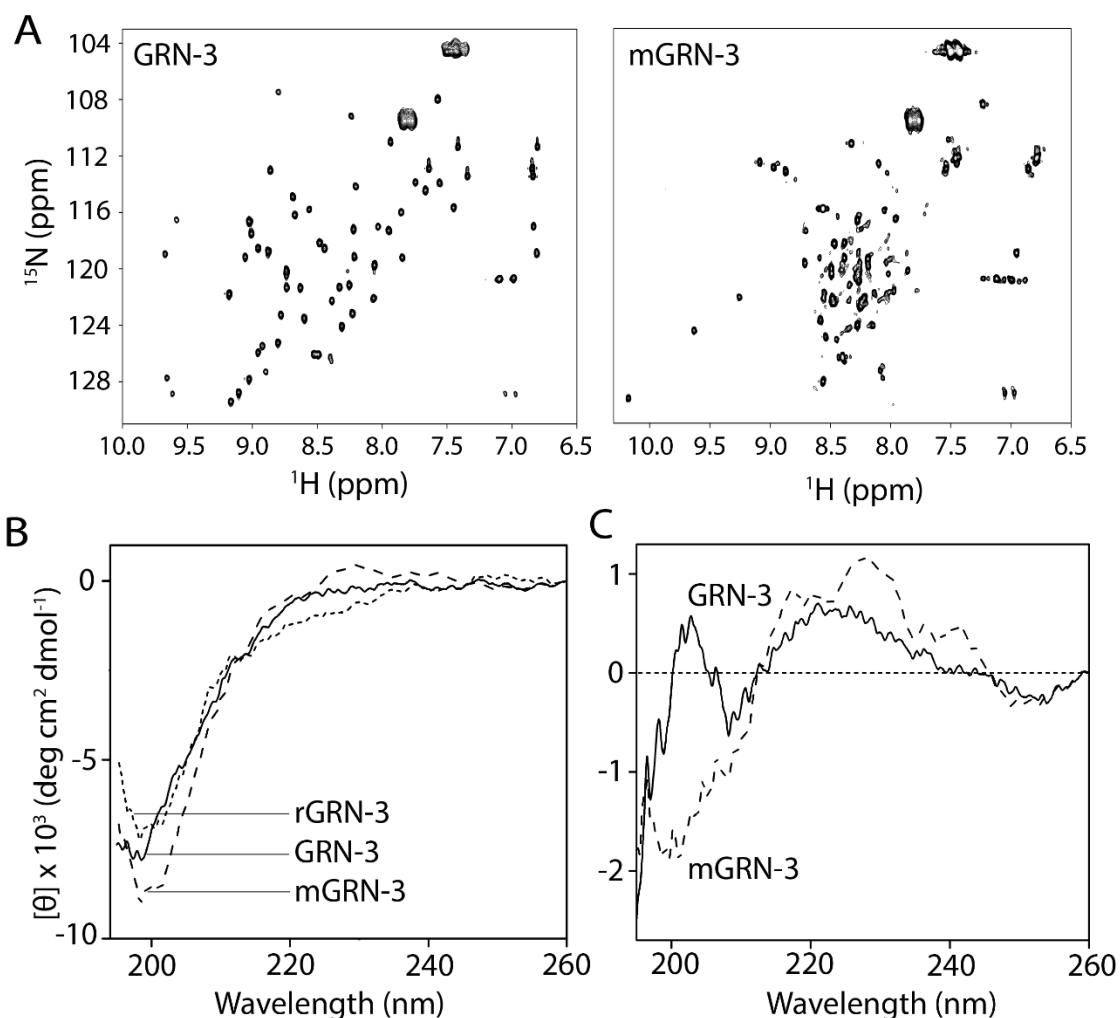 A
GRN-3
mGRN-3
104
108
112
116
120
124
128
¹⁵N (ppm)
10.0 9.0 8.5 8.0 7.5 7.0 6.5
10.0 9.0 8.5 8.0 7.5 7.0 6.5
¹H (ppm)
¹H (ppm)
B
0
-5
-10
[θ] x 10³ (deg cm² dmol⁻¹)
rGRN-3
GRN-3
mGRN-3
200 220 240 260
Wavelength (nm)
C
1
0
-1
-2
GRN-3
mGRN-3
200 220 240 260
Wavelength (nm)